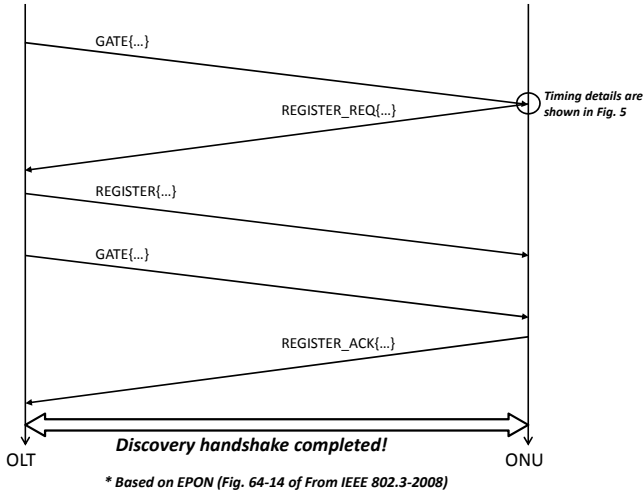 GATE{...}
Timing details are
shown in Fig. 5
REGISTER_REQ{...}
REGISTER{...}
GATE{...}
REGISTER_ACK{...}
Discovery handshake completed!
OLT
ONU
* Based on EPON (Fig. 64-14 of From IEEE 802.3-2008)